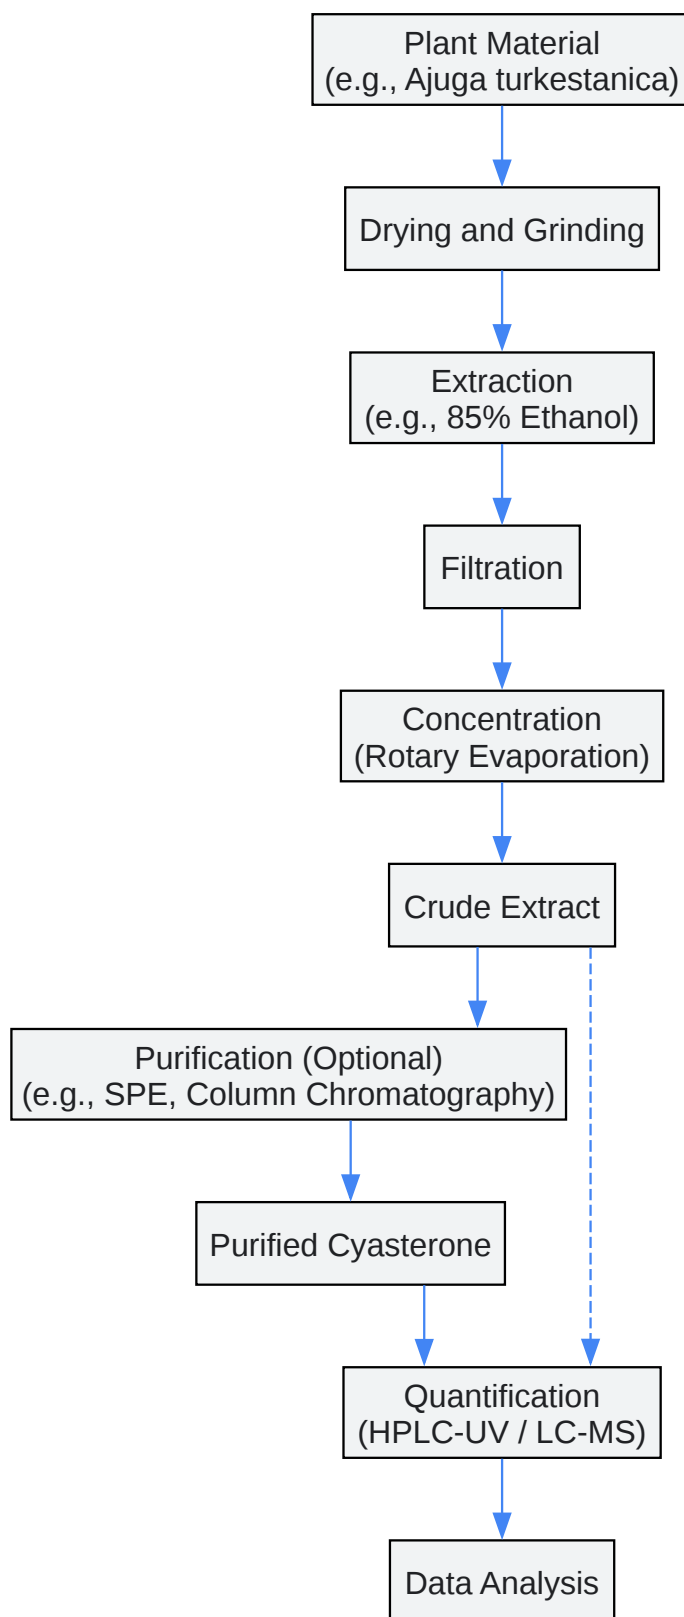 Plant Material
(e.g., Ajuga turkestanica)
Drying and Grinding
Extraction
(e.g., 85% Ethanol)
Filtration
Concentration
(Rotary Evaporation)
Crude Extract
Purification (Optional)
(e.g., SPE, Column Chromatography)
Purified Cyasterone
Quantification
(HPLC-UV / LC-MS)
Data Analysis